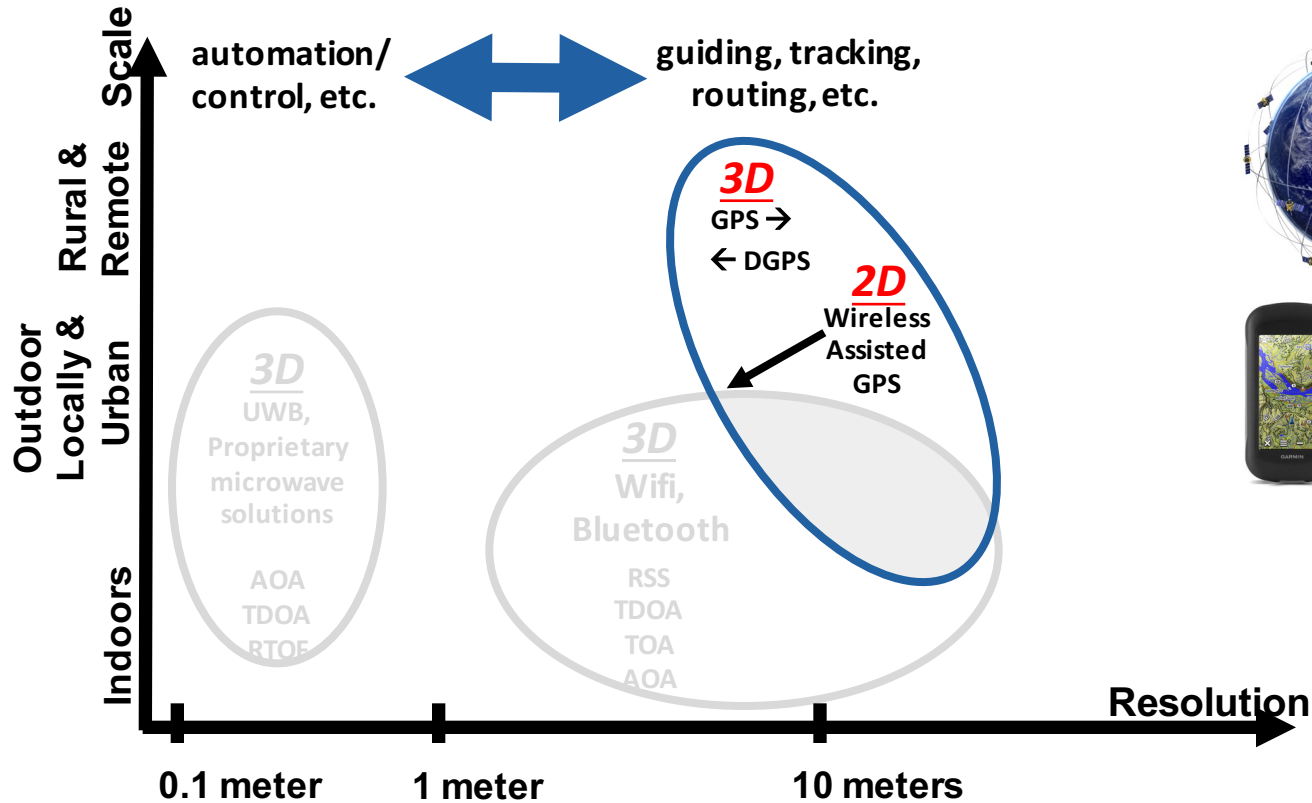 Scale
Rural &
Remote
Outdoor
Locally &
Urban
Indoors
automation/
control, etc.
guiding, tracking,
routing, etc.
3D
GPS →
← DGPS
2D
Wireless
Assisted
GPS
3D
UWB,
Proprietary
microwave
solutions
AOA
TDOA
RTOF
3D
Wifi,
Bluetooth
RSS
TDOA
TOA
AOA
Resolution
0.1 meter
1 meter
10 meters
GARMIN